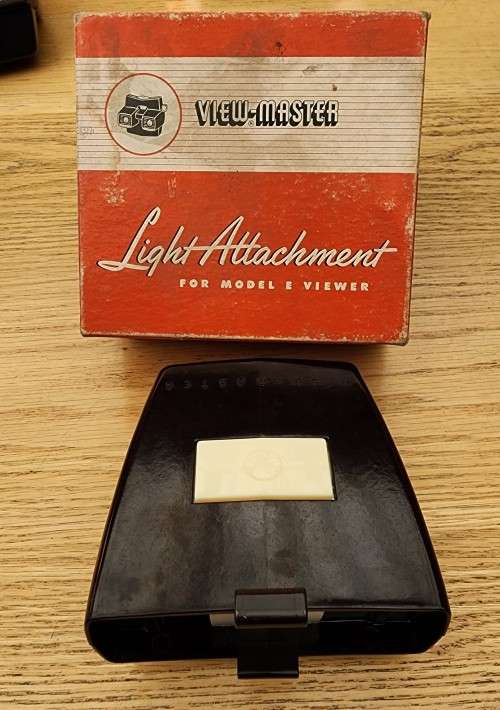 VIEW-MASTER
Light Attachment
FOR MODEL E VIEWER